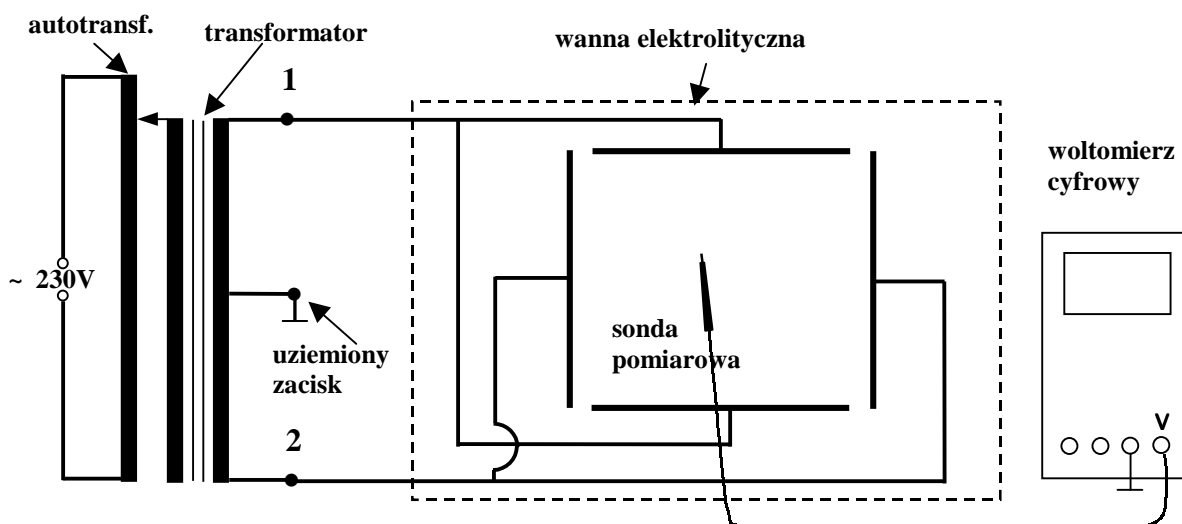 autotransf.
transformator
wanna elektrolityczna
1
woltomierz
cyfrowy
~ 230V
sonda
pomiarowa
uziemiony
zacisk
2
V